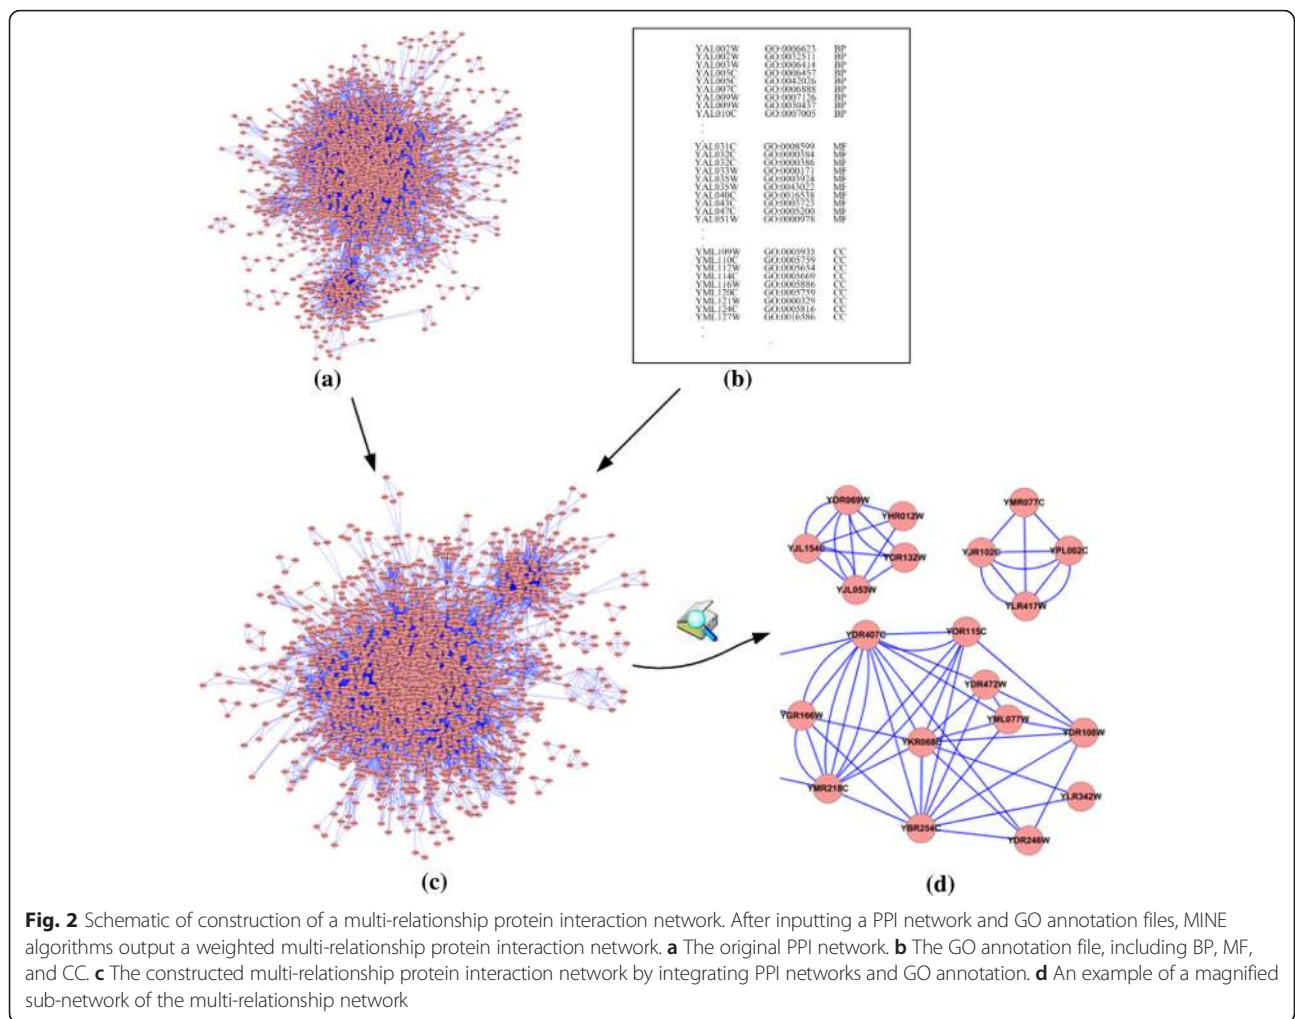 YAL002W GO:0006623 BP
YAL002W GO:0032511 BP
YAL003W GO:0006414 BP
YAL005C GO:0006457 BP
YAL005C GO:0042026 BP
YAL007C GO:0006888 BP
YAL009W GO:0007126 BP
YAL009W GO:0030437 BP
YAL010C GO:0007005 BP
YAL031C GO:0008599 MF
YAL032C GO:0000384 MF
YAL032C GO:0000386 MF
YAL033W GO:0000171 MF
YAL035W GO:0003924 MF
YAL035W GO:0043022 MF
YAL040C GO:0016538 MF
YAL043C GO:0003723 MF
YAL047C GO:0005200 MF
YAL051W GO:0000978 MF
YML109W GO:0005935 CC
YML110C GO:0005759 CC
YML112W GO:0005654 CC
YML114C GO:0005669 CC
YML116W GO:0005886 CC
YML120C GO:0005759 CC
YML121W GO:0000329 CC
YML124C GO:0005816 CC
YML127W GO:0016586 CC
(a)
(b)
YOR069W
YHR012W
YJL154C
YOR132W
YJL053W
YMR077C
YJR102C
YPL002C
YLR417W
YDR407C
YOR115C
YDR472W
YGR166W
YML077W
YDR108W
YKR068C
YMR218C
YLR342W
YBR254C
YDR246W
(c)
(d)
Fig. 2 Schematic of construction of a multi-relationship protein interaction network. After inputting a PPI network and GO annotation files, MINE
algorithms output a weighted multi-relationship protein interaction network. a The original PPI network. b The GO annotation file, including BP, MF,
and CC. c The constructed multi-relationship protein interaction network by integrating PPI networks and GO annotation. d An example of a magnified
sub-network of the multi-relationship network